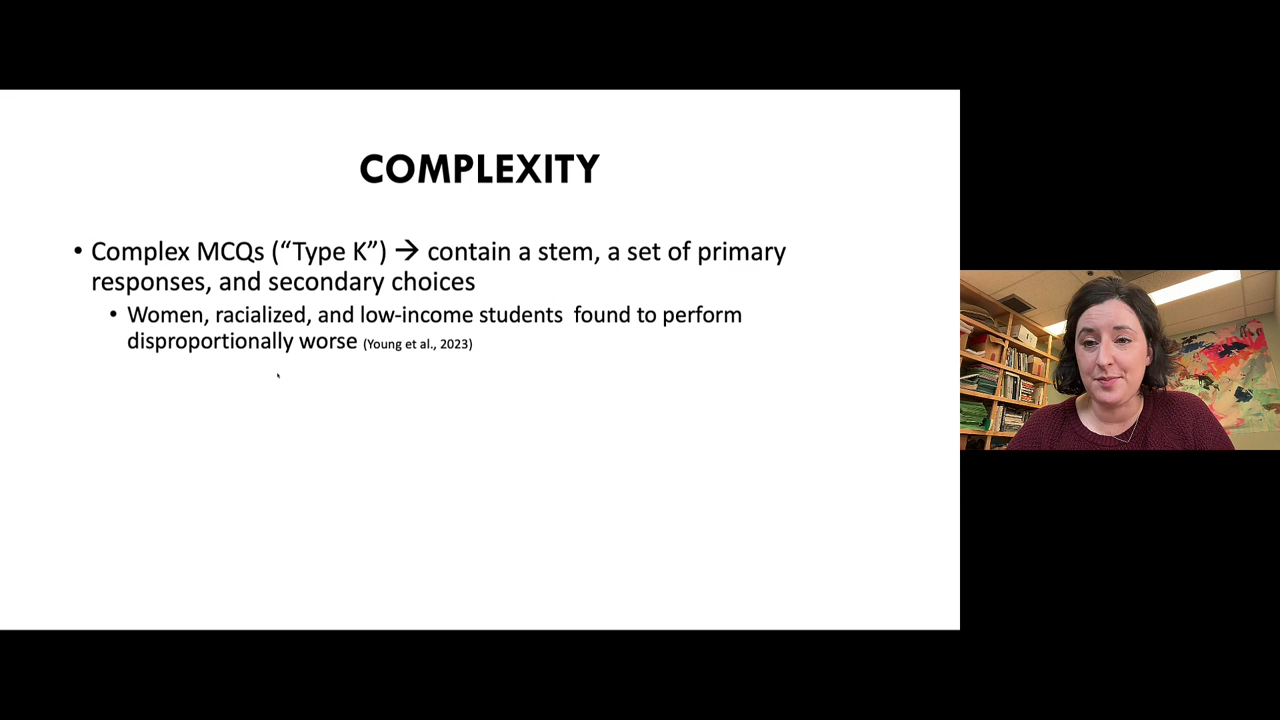 COMPLEXITY
• Complex MCQs (“Type K”) → contain a stem, a set of primary
responses, and secondary choices
• Women, racialized, and low-income students  found to perform
disproportionally worse (Young et al., 2023)